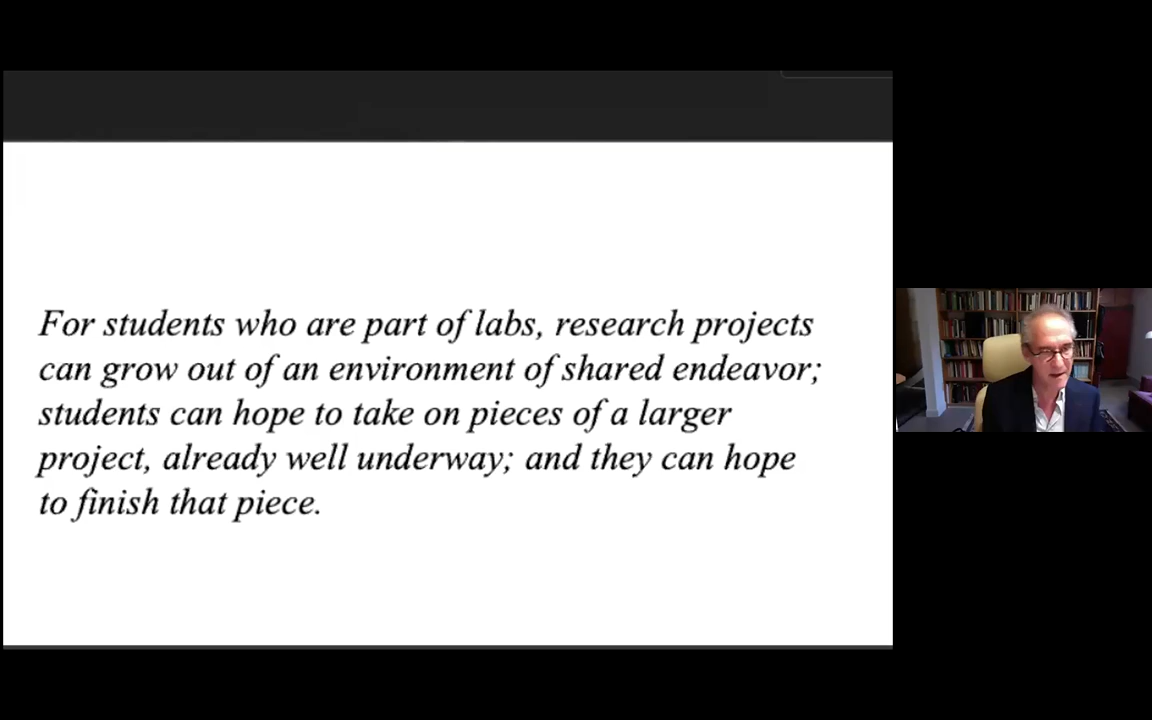 For students who are part of labs, research projects
can grow out of an environment of shared endeavor;
students can hope to take on pieces of a larger
project, already well underway; and they can hope
to finish that piece.